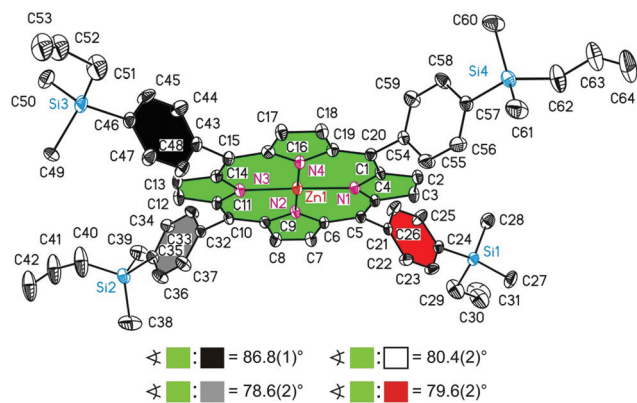 C53 C52 C60
C51 C45 C58 Si4 C63 C64
C50 Si3 C44 C59 C62
C46 C43 C17 C18 C57 C61
C15 C19 C20 C56
C47 C48 C16 C54 C55
C49 C14 N4 C1 C2
C13 N3 Zn1 N1 C4 C3
C12 C11 N2
C34 C9 C25 C28
C41 C40 C39 C33 C32 C10 C6 C5 C21 C26 C24
C42 C35 C8 C7 C22 Si1
C37 C23 C27
Si2 C36 C29 C31
C38 C30
∢ : = 86.8(1)° ∢ : = 80.4(2)°
∢ : = 78.6(2)° ∢ : = 79.6(2)°